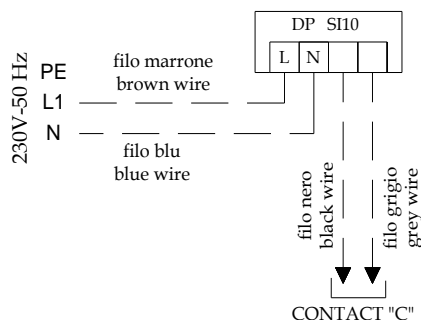 DP SI10
L N
230V-50 Hz
PE
L1
N
filo marrone
brown wire
filo blu
blue wire
filo nero
black wire
filo grigio
grey wire
CONTACT "C"